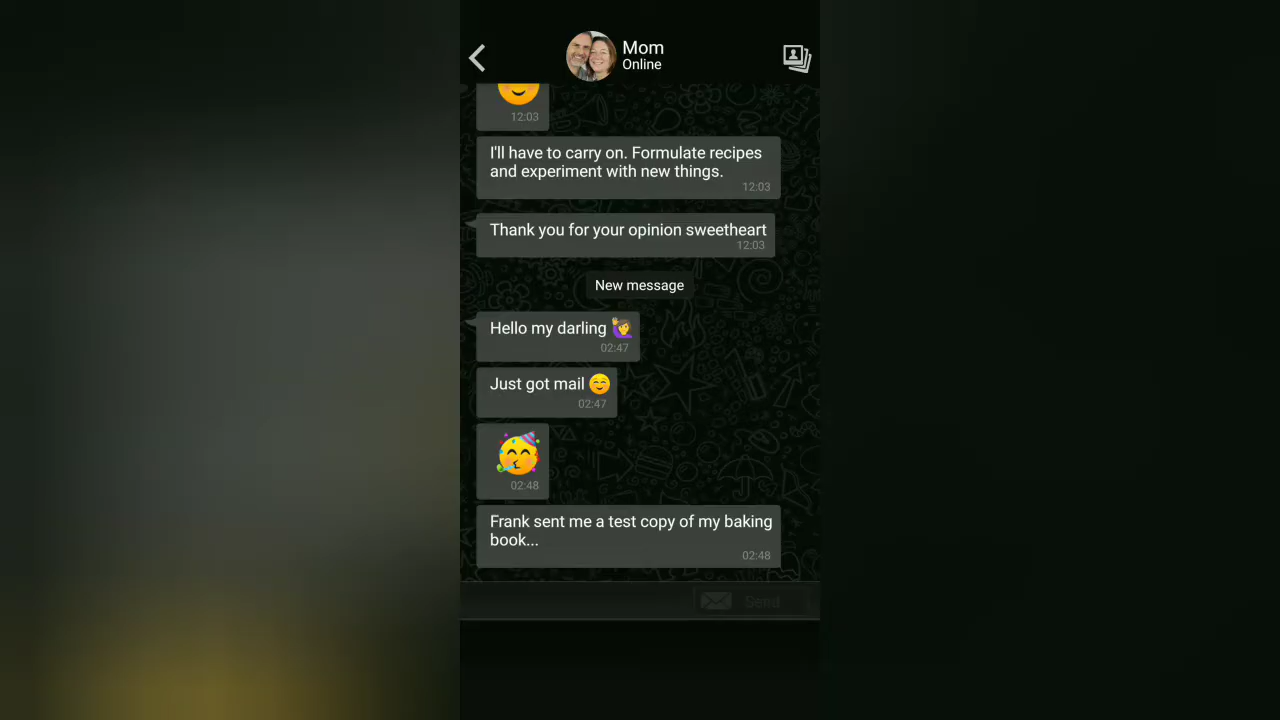 Mom
Online
12:03
I'll have to carry on. Formulate recipes
and experiment with new things.
12:03
Thank you for your opinion sweetheart
12:03
New message
Hello my darling 🙋‍♀️
02:47
Just got mail 😊
02:47
🥳
02:48
Frank sent me a test copy of my baking
book...
02:48
Send